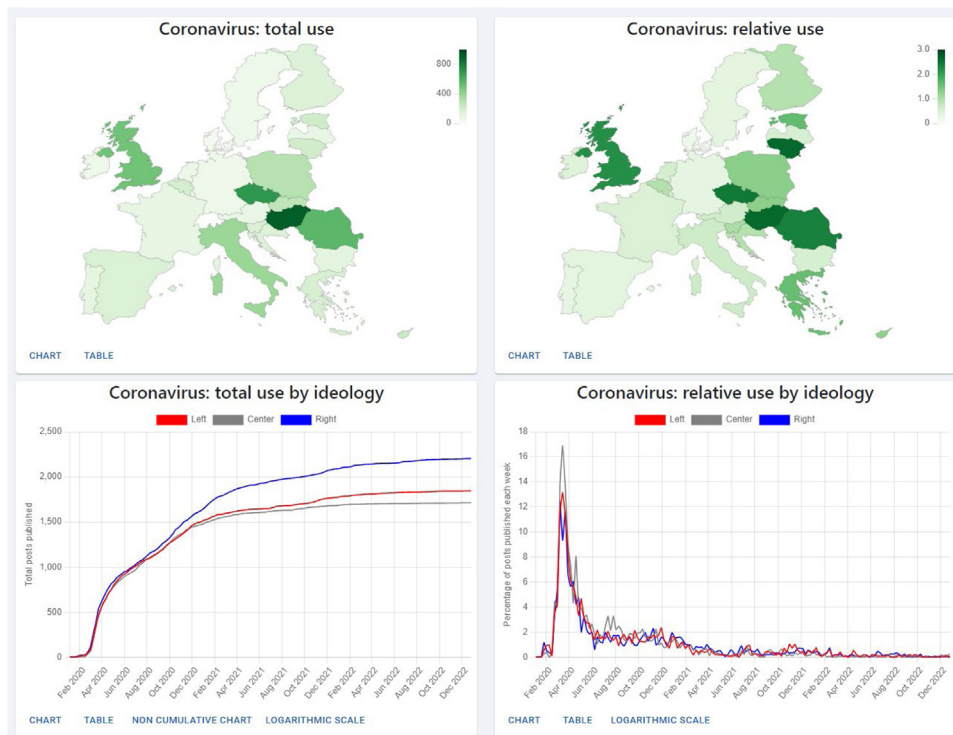 Coronavirus: total use
800
400
0
CHART TABLE
Coronavirus: relative use
3.0
2.0
1.0
0.0
CHART TABLE
Coronavirus: total use by ideology
Left Center Right
Total posts published
2,500
2,000
1,500
1,000
500
0
Feb 2020 Apr 2020 Jun 2020 Aug 2020 Oct 2020 Dec 2020 Feb 2021 Apr 2021 Jun 2021 Aug 2021 Oct 2021 Dec 2021 Feb 2022 Apr 2022 Jun 2022 Aug 2022 Oct 2022 Dec 2022
CHART TABLE NON CUMULATIVE CHART LOGARITHMIC SCALE
Coronavirus: relative use by ideology
Left Center Right
Percentage of posts published each week
18
16
14
12
10
8
6
4
2
0
Feb 2020 Apr 2020 Jun 2020 Aug 2020 Oct 2020 Dec 2020 Feb 2021 Apr 2021 Jun 2021 Aug 2021 Oct 2021 Dec 2021 Feb 2022 Apr 2022 Jun 2022 Aug 2022 Oct 2022 Dec 2022
CHART TABLE LOGARITHMIC SCALE